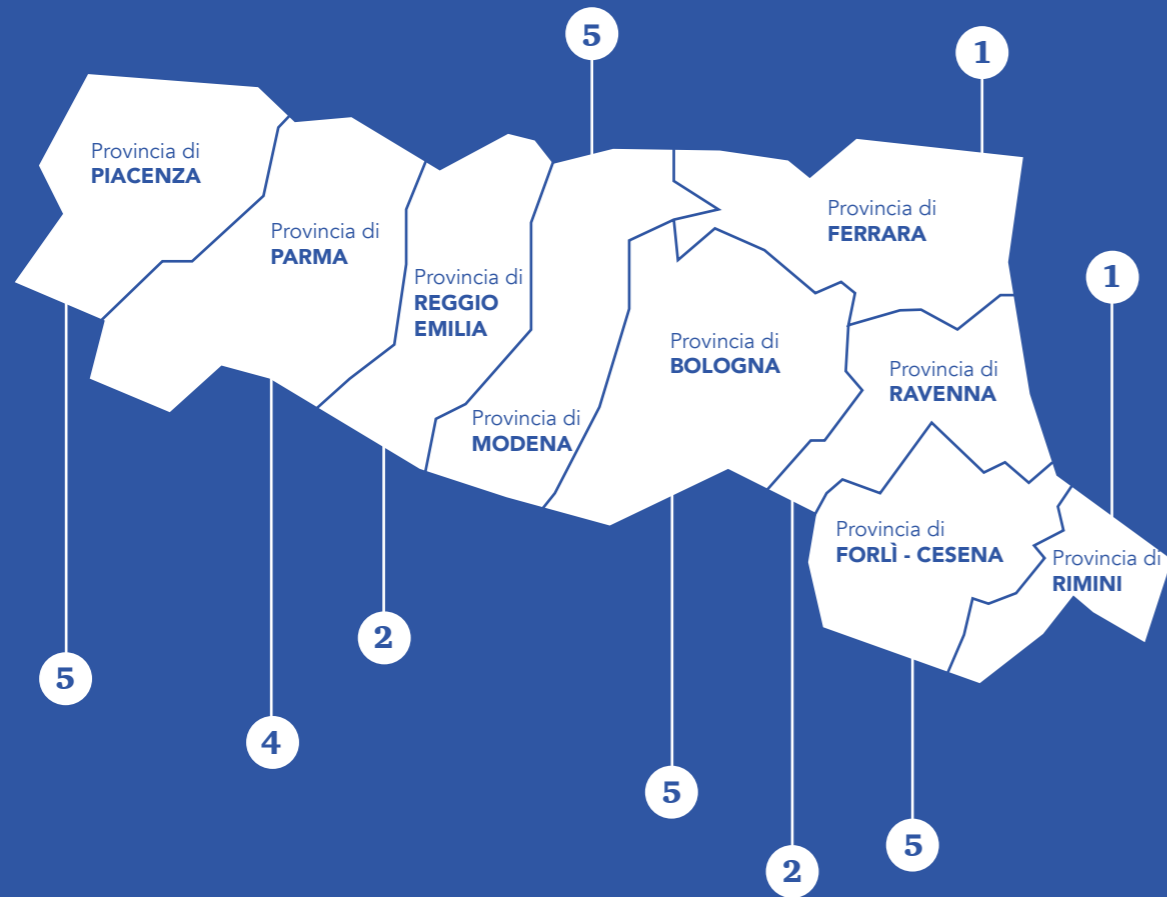 5
1
Provincia di
PIACENZA
Provincia di
PARMA
Provincia di
FERRARA
Provincia di
REGGIO
EMILIA
1
Provincia di
BOLOGNA
Provincia di
RAVENNA
Provincia di
MODENA
Provincia di
FORLÌ - CESENA
Provincia di
RIMINI
2
5
4
5
5
2